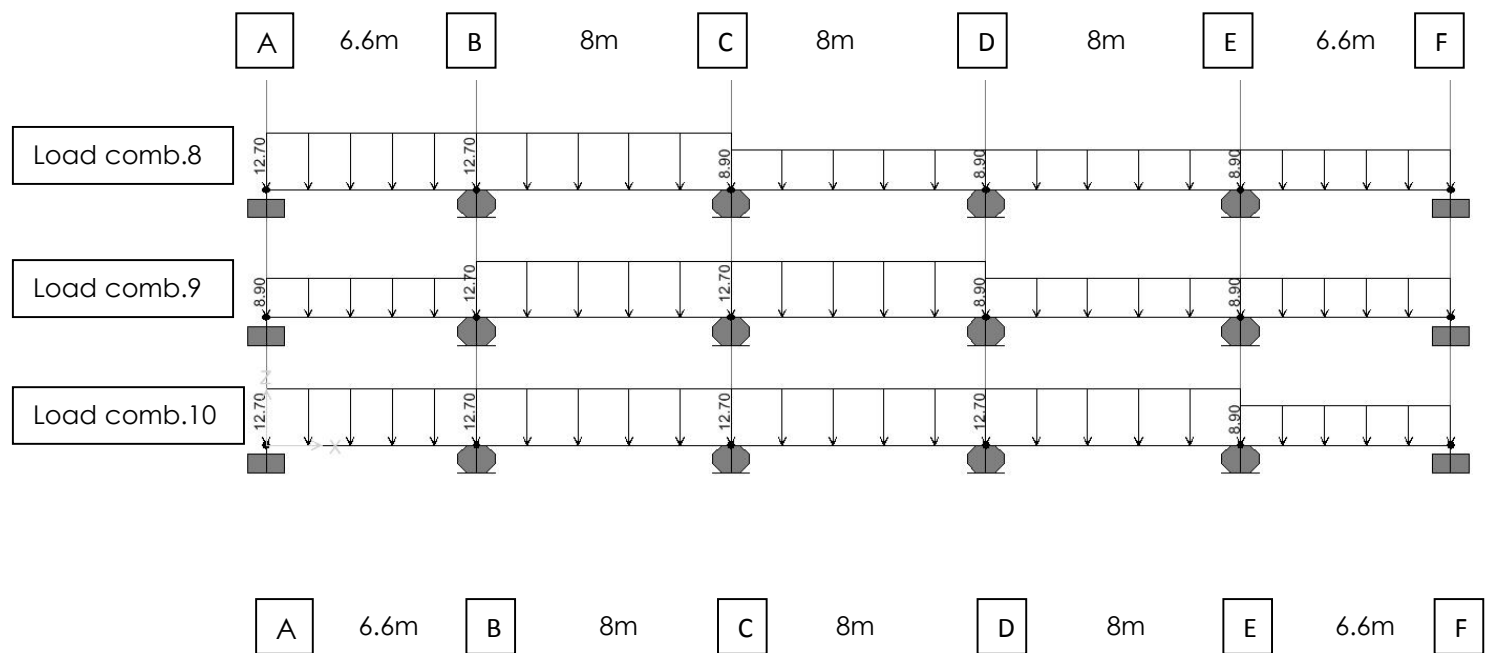 A 6.6m B 8m C 8m D 8m E 6.6m F
Load comb.8
12.70 12.70 8.90 8.90 8.90
Load comb.9
8.90 12.70 12.70 8.90 8.90
Load comb.10
12.70 12.70 12.70 12.70 8.90
Z
X
A 6.6m B 8m C 8m D 8m E 6.6m F